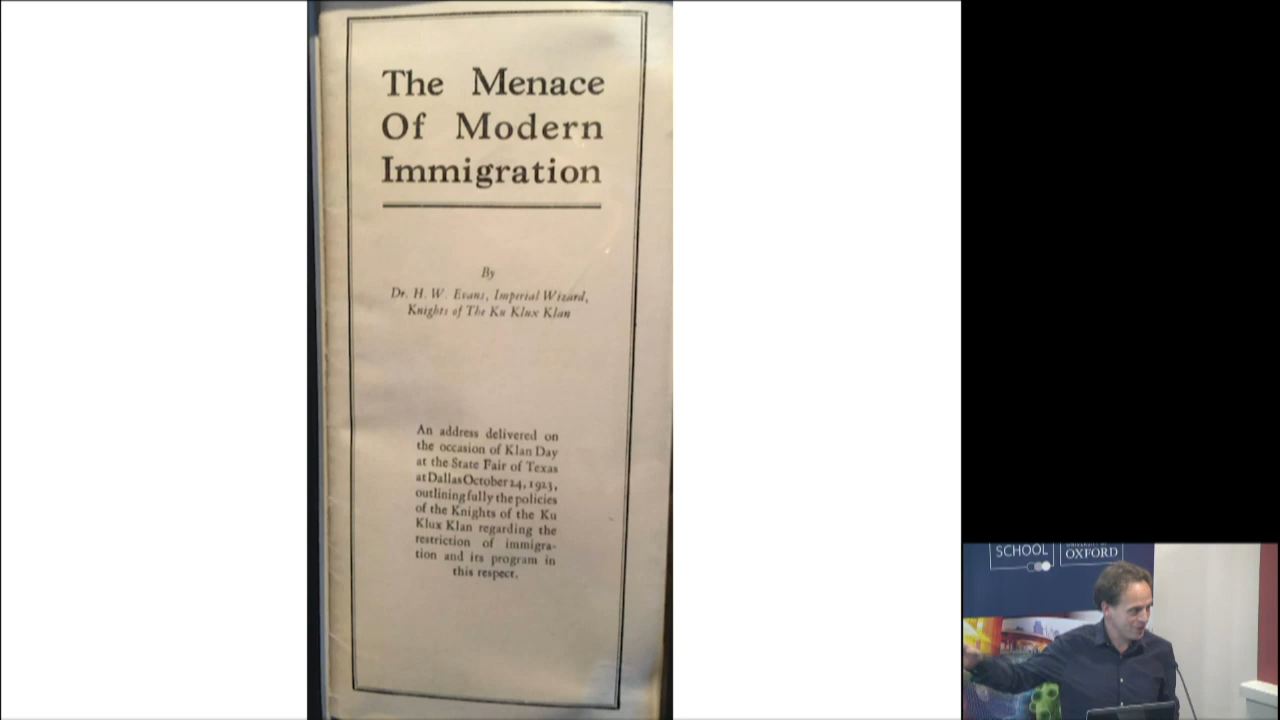 The Menace
Of Modern
Immigration
By
Dr. H. W. Evans, Imperial Wizard,
Knights of The Ku Klux Klan
An address delivered on
the occasion of Klan Day
at the State Fair of Texas
at Dallas October 24, 1923,
outlining fully the policies
of the Knights of the Ku
Klux Klan regarding the
restriction of immigra-
tion and its program in
this respect.
SCHOOL
UNIVERSITY OF
OXFORD